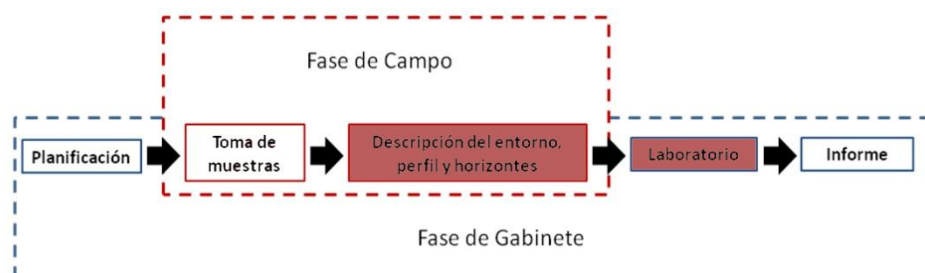 Fase de Campo
Planificación
Toma de
muestras
Descripción del entorno,
perfil y horizontes
Laboratorio
Informe
Fase de Gabinete